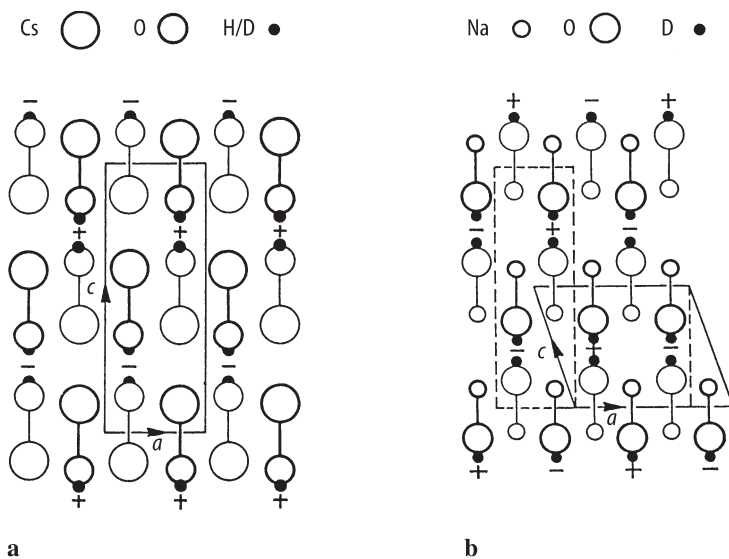 Cs O H/D
Na O D
− − −
+ + +
c
− −
a
+ + +
+ − +
− + −
− + −
c
a
+ − + −
a
b